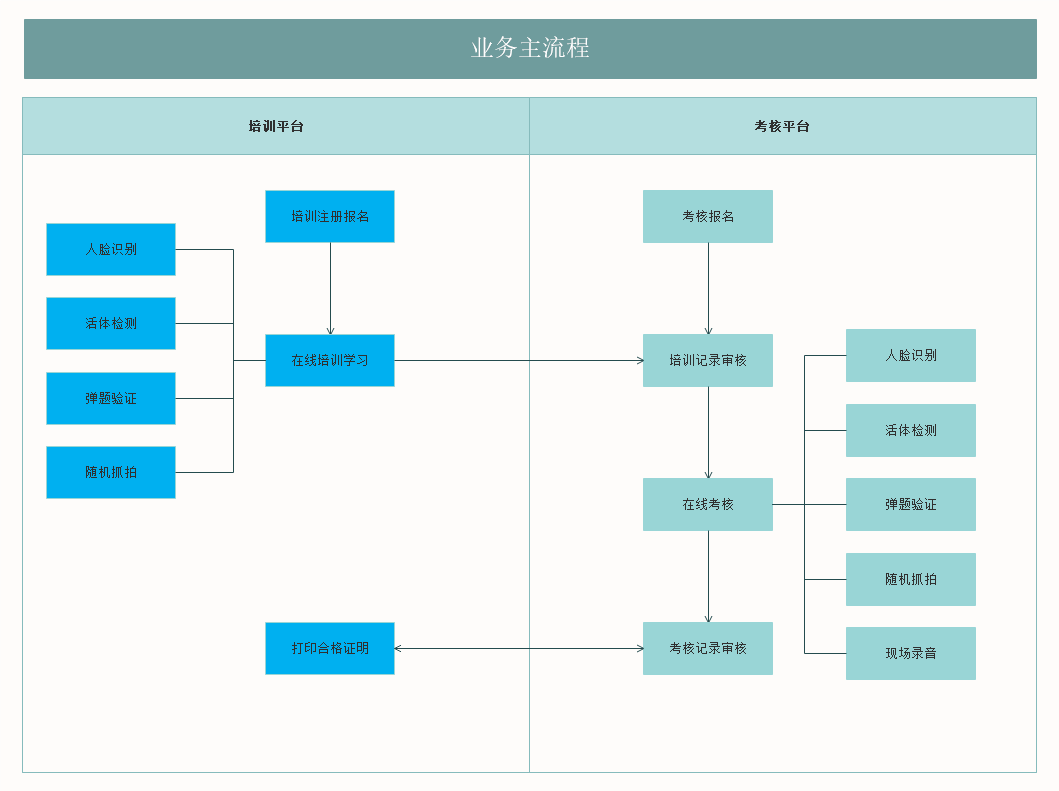 业务主流程
培训平台
考核平台
培训注册报名
考核报名
人脸识别
活体检测
在线培训学习
培训记录审核
人脸识别
弹题验证
活体检测
随机抓拍
在线考核
弹题验证
随机抓拍
打印合格证明
考核记录审核
现场录音